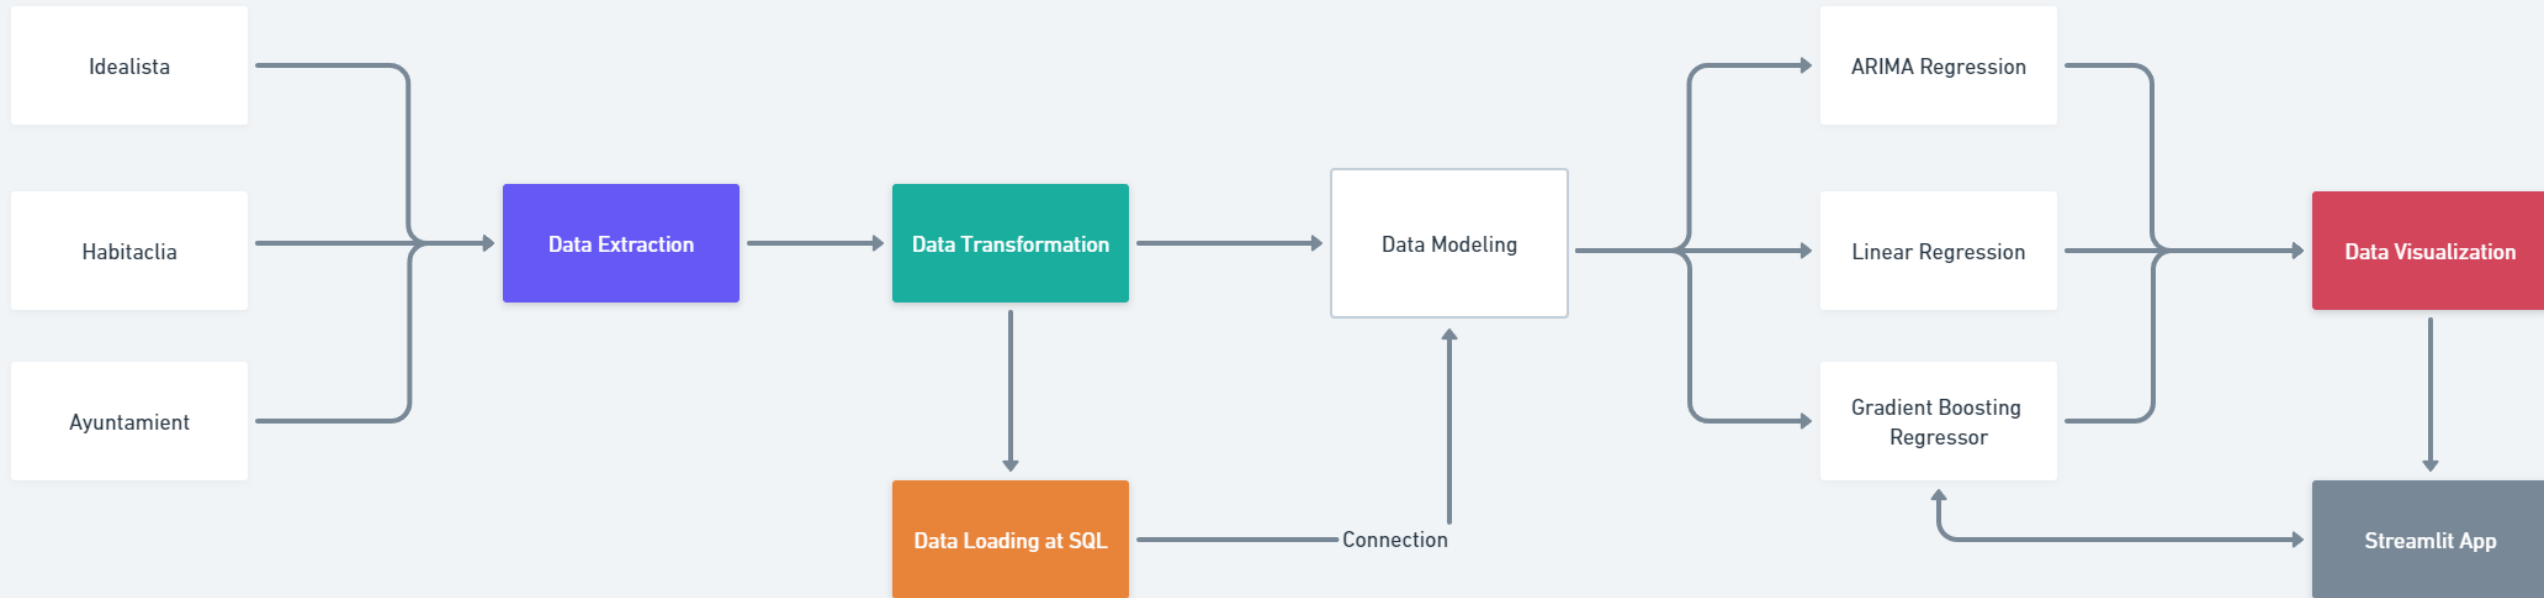 Idealista
Habitaclia
Ayuntamient
Data Extraction
Data Transformation
Data Loading at SQL
Connection
Data Modeling
ARIMA Regression
Linear Regression
Gradient Boosting
Regressor
Data Visualization
Streamlit App